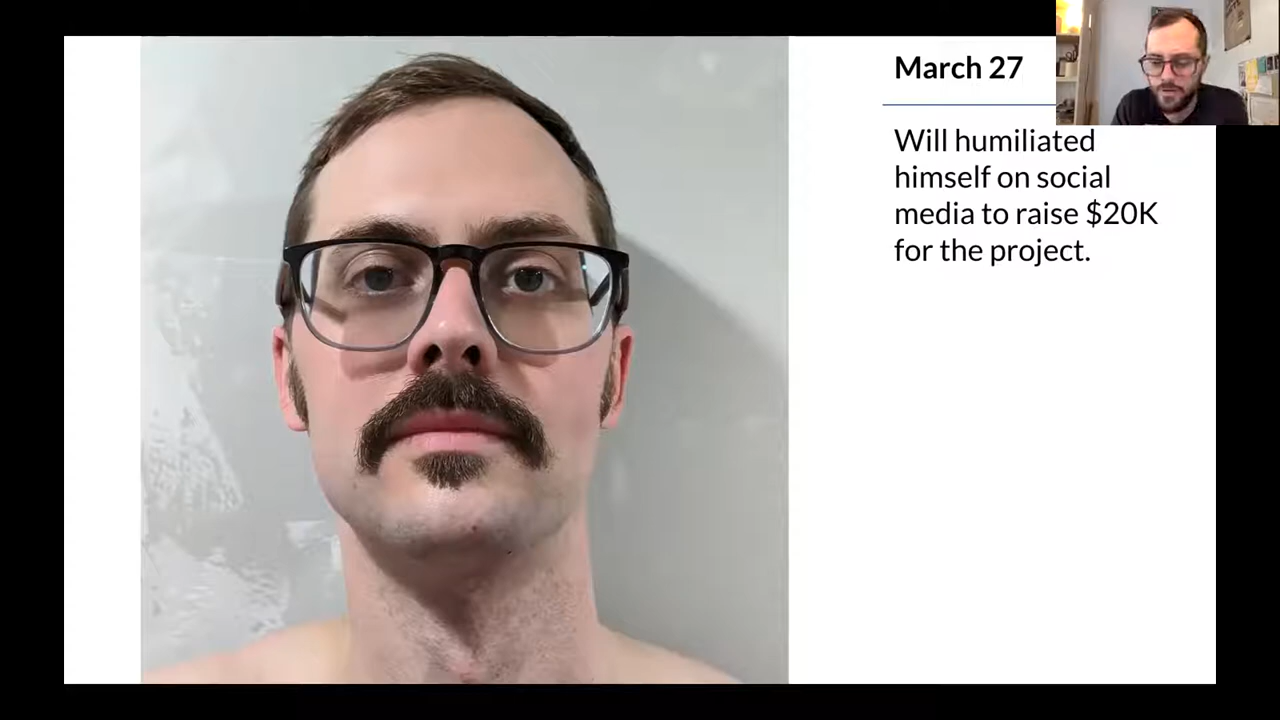 March 27
Will humiliated
himself on social
media to raise $20K
for the project.